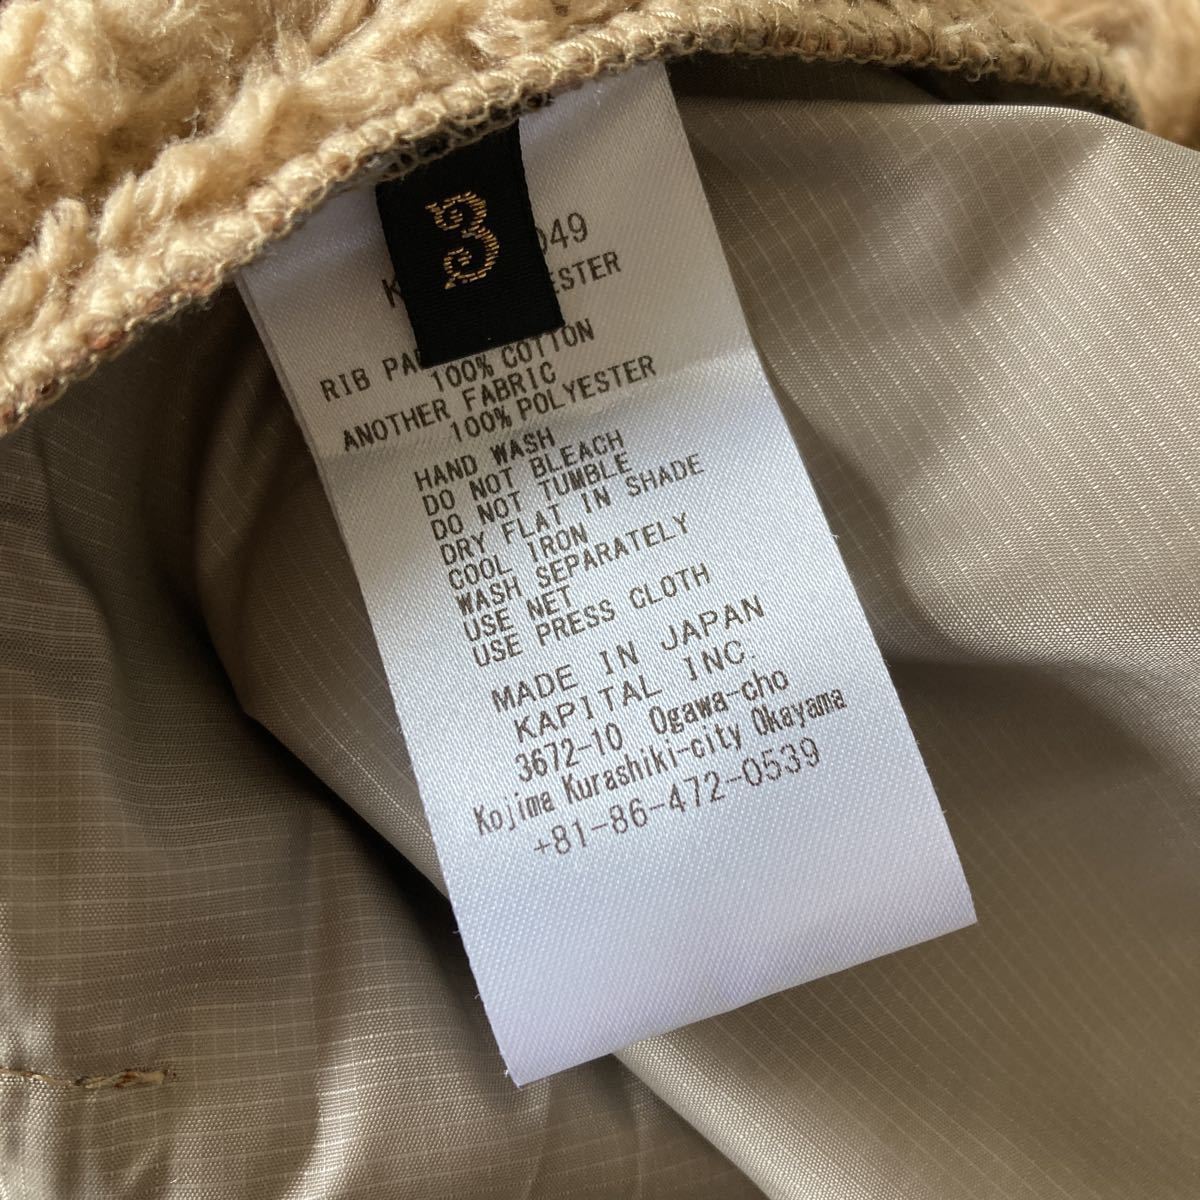 3
049
ESTER
RIB
100% COTTON
ANOTHER FABRIC
100% POLYESTER
HAND WASH
DO NOT BLEACH
DO NOT TUMBLE
DRY FLAT IN SHADE
COOL IRON
WASH SEPARATELY
USE NET
USE PRESS CLOTH
MADE IN JAPAN
KAPITAL INC.
3672-10 Ogawa-cho
Kojima Kurashiki-city Okayama
+81-86-472-0539